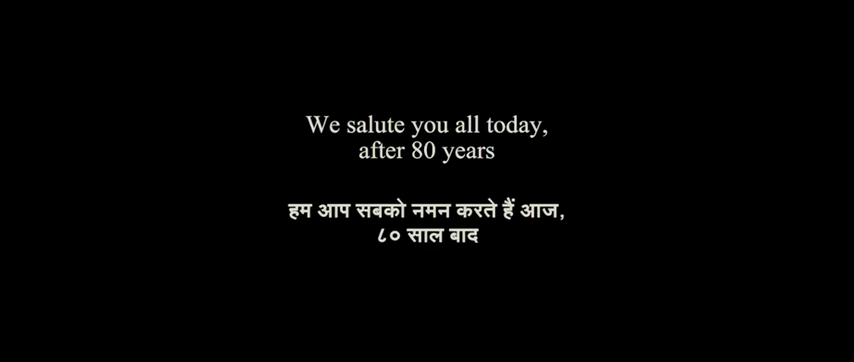 We salute you all today,
after 80 years
हम आप सबको नमन करते हैं आज,
८० साल बाद